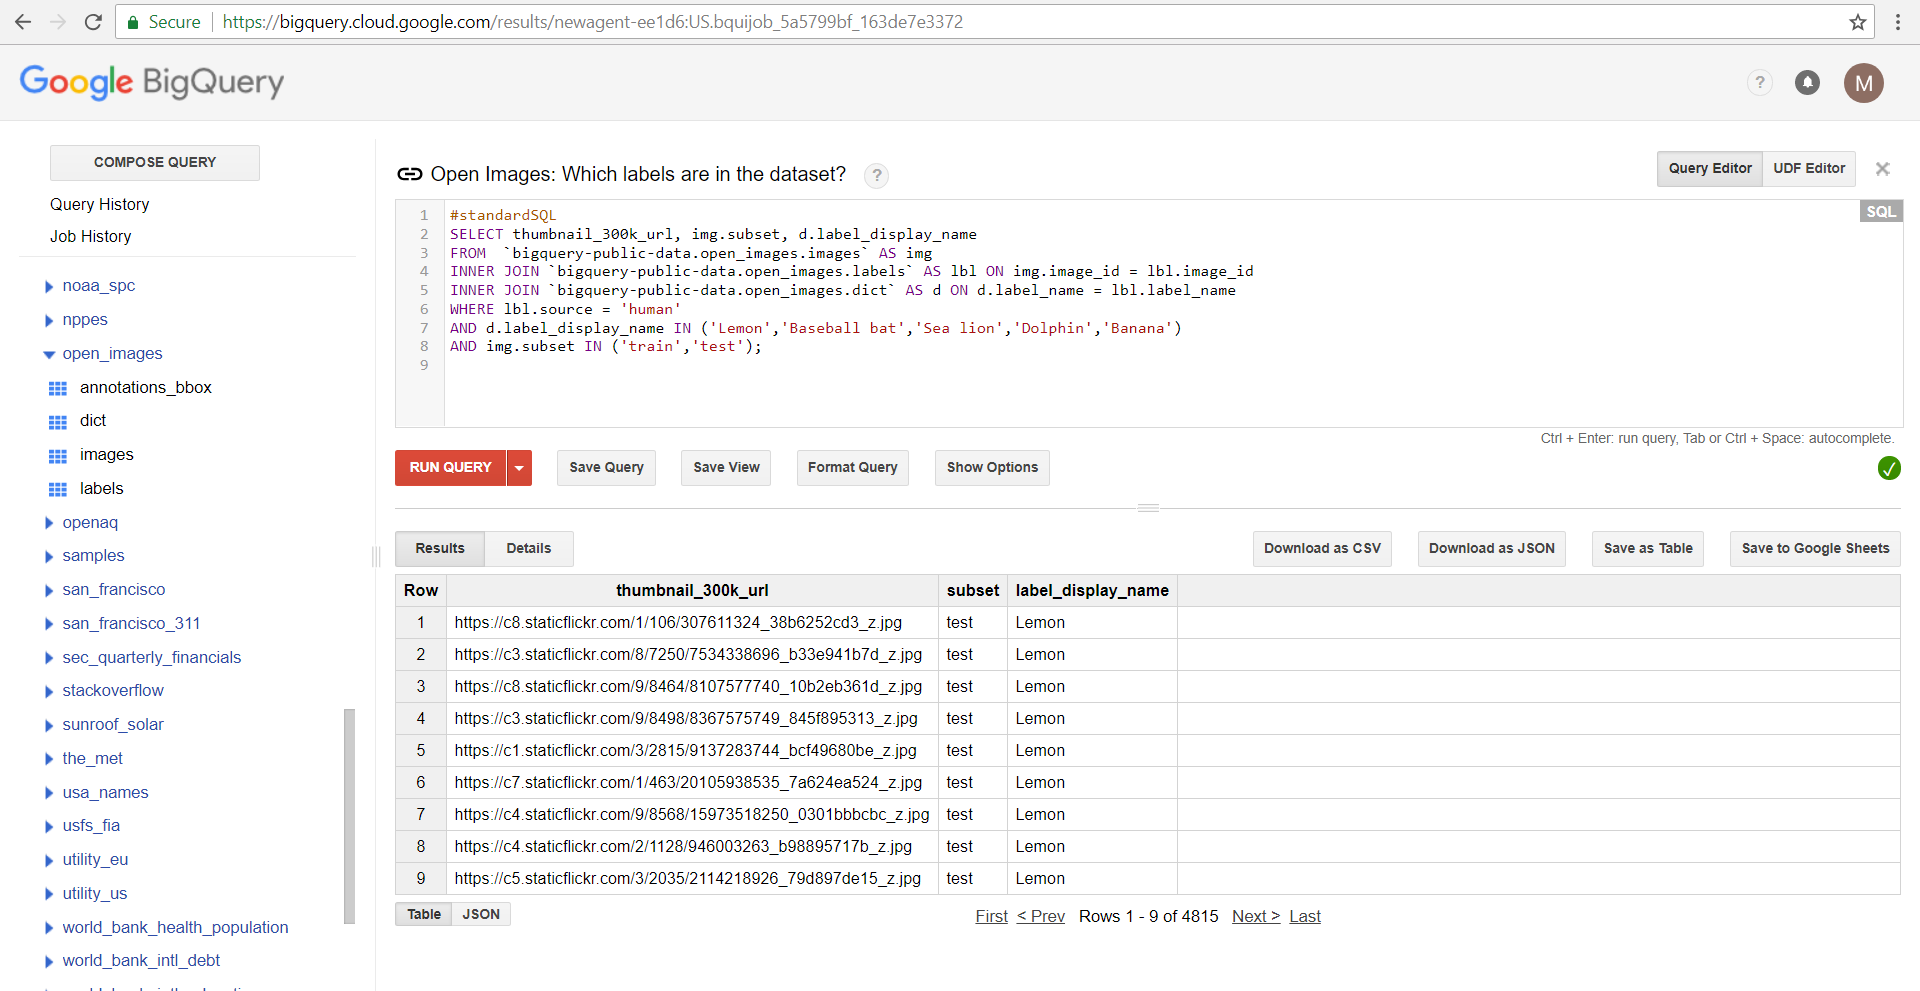 Secure https://bigquery.cloud.google.com/results/newagent-ee1d6:US.bquijob_5a5799bf_163de7e3372
Google BigQuery
? M
COMPOSE QUERY
Query History
Job History
noaa_spc
nppes
open_images
annotations_bbox
dict
images
labels
openaq
samples
san_francisco
san_francisco_311
sec_quarterly_financials
stackoverflow
sunroof_solar
the_met
usa_names
usfs_fia
utility_eu
utility_us
world_bank_health_population
world_bank_intl_debt
Open Images: Which labels are in the dataset? ?
Query Editor UDF Editor
SQL
1 #standardSQL
2 SELECT thumbnail_300k_url, img.subset, d.label_display_name
3 FROM  `bigquery-public-data.open_images.images` AS img
4 INNER JOIN `bigquery-public-data.open_images.labels` AS lbl ON img.image_id = lbl.image_id
5 INNER JOIN `bigquery-public-data.open_images.dict` AS d ON d.label_name = lbl.label_name
6 WHERE lbl.source = 'human'
7 AND d.label_display_name IN ('Lemon','Baseball bat','Sea lion','Dolphin','Banana')
8 AND img.subset IN ('train','test');
9
Ctrl + Enter: run query, Tab or Ctrl + Space: autocomplete.
RUN QUERY Save Query Save View Format Query Show Options
Results Details Download as CSV Download as JSON Save as Table Save to Google Sheets
Row thumbnail_300k_url subset label_display_name
1 https://c8.staticflickr.com/1/106/307611324_38b6252cd3_z.jpg test Lemon
2 https://c3.staticflickr.com/8/7250/7534338696_b33e941b7d_z.jpg test Lemon
3 https://c8.staticflickr.com/9/8464/8107577740_10b2eb361d_z.jpg test Lemon
4 https://c3.staticflickr.com/9/8498/8367575749_845f895313_z.jpg test Lemon
5 https://c1.staticflickr.com/3/2815/9137283744_bcf49680be_z.jpg test Lemon
6 https://c7.staticflickr.com/1/463/20105938535_7a624ea524_z.jpg test Lemon
7 https://c4.staticflickr.com/9/8568/15973518250_0301bbbcbc_z.jpg test Lemon
8 https://c4.staticflickr.com/2/1128/946003263_b98895717b_z.jpg test Lemon
9 https://c5.staticflickr.com/3/2035/2114218926_79d897de15_z.jpg test Lemon
Table JSON First < Prev Rows 1 - 9 of 4815 Next > Last